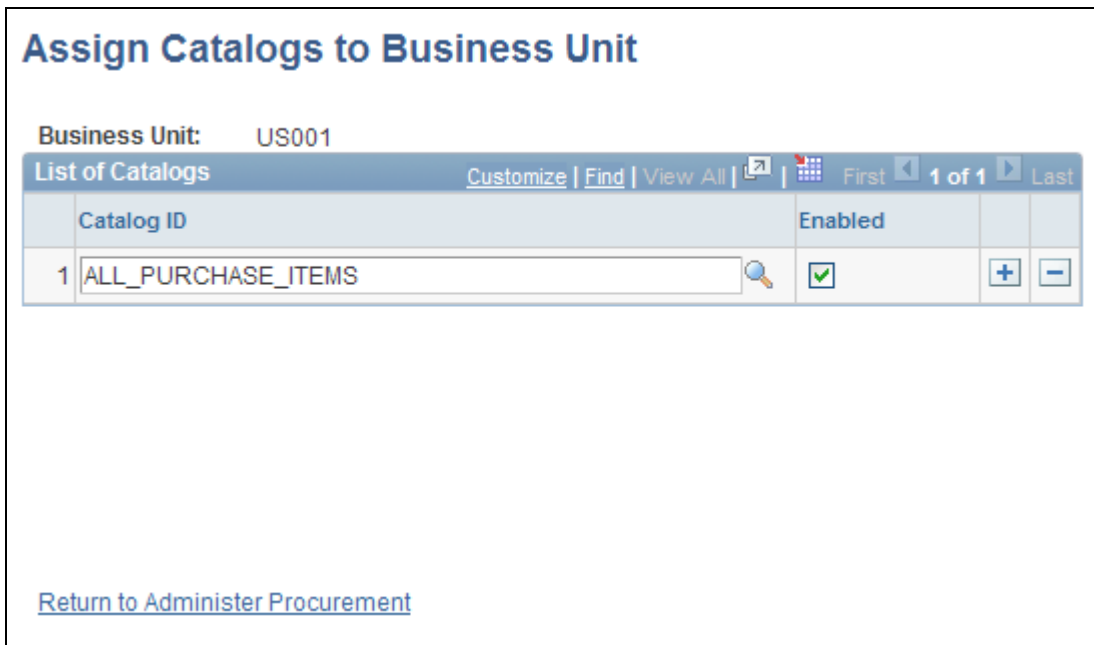 Assign Catalogs to Business Unit
Business Unit: US001
List of Catalogs Customize | Find | View All | | First 1 of 1 Last
Catalog ID Enabled
1 ALL_PURCHASE_ITEMS
Return to Administer Procurement